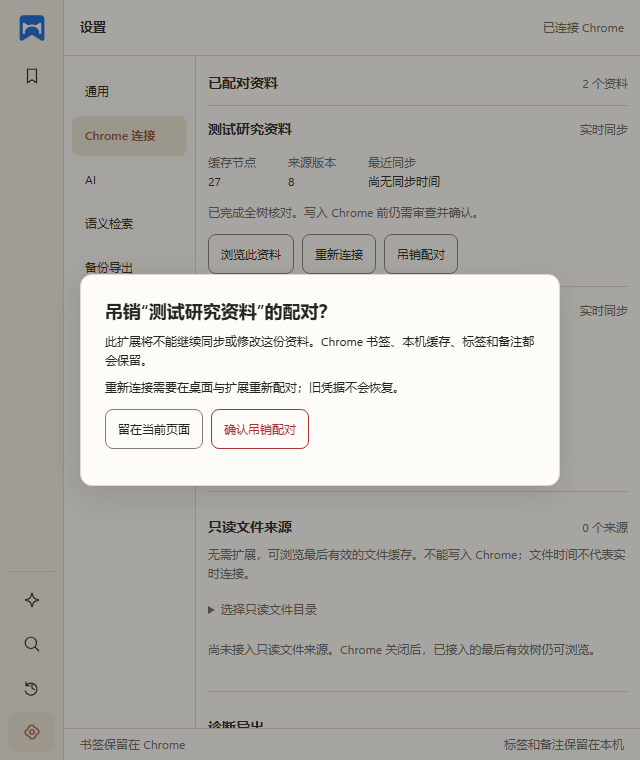 设置
已连接 Chrome
通用
Chrome 连接
AI
语义检索
备份导出
已配对资料
2 个资料
测试研究资料
实时同步
缓存节点
来源版本
最近同步
27
8
尚无同步时间
已完成全树核对。写入 Chrome 前仍需审查并确认。
浏览此资料
重新连接
吊销配对
实时同步
吊销“测试研究资料”的配对？
此扩展将不能继续同步或修改这份资料。Chrome 书签、本机缓存、标签和备注都
会保留。
重新连接需要在桌面与扩展重新配对；旧凭据不会恢复。
留在当前页面
确认吊销配对
只读文件来源
0 个来源
无需扩展，可浏览最后有效的文件缓存。不能写入 Chrome；文件时间不代表实
时连接。
选择只读文件目录
尚未接入只读文件来源。Chrome 关闭后，已接入的最后有效树仍可浏览。
诊断导出
书签保留在 Chrome
标签和备注保留在本机